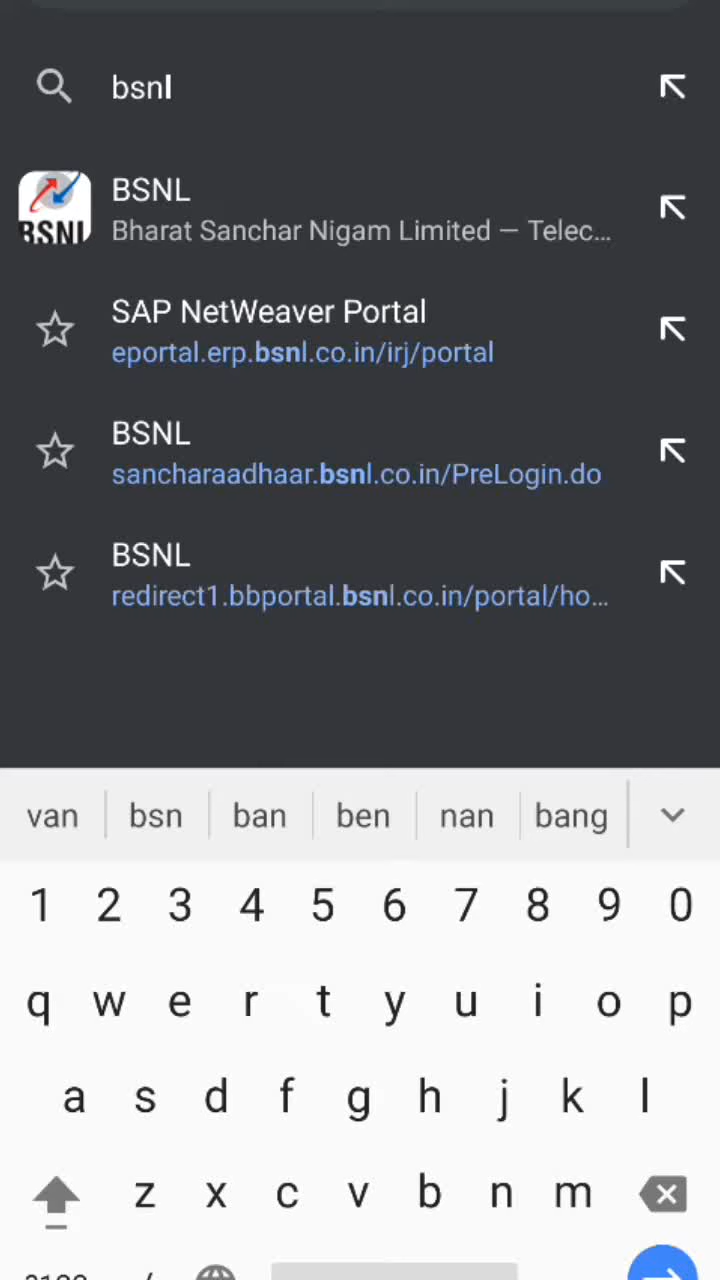 bsnl
BSNL
BSNL
Bharat Sanchar Nigam Limited — Telec...
SAP NetWeaver Portal
eportal.erp.bsnl.co.in/irj/portal
BSNL
sancharaadhaar.bsnl.co.in/PreLogin.do
BSNL
redirect1.bbportal.bsnl.co.in/portal/ho...
van bsn ban ben nan bang
1 2 3 4 5 6 7 8 9 0
q w e r t y u i o p
a s d f g h j k l
z x c v b n m